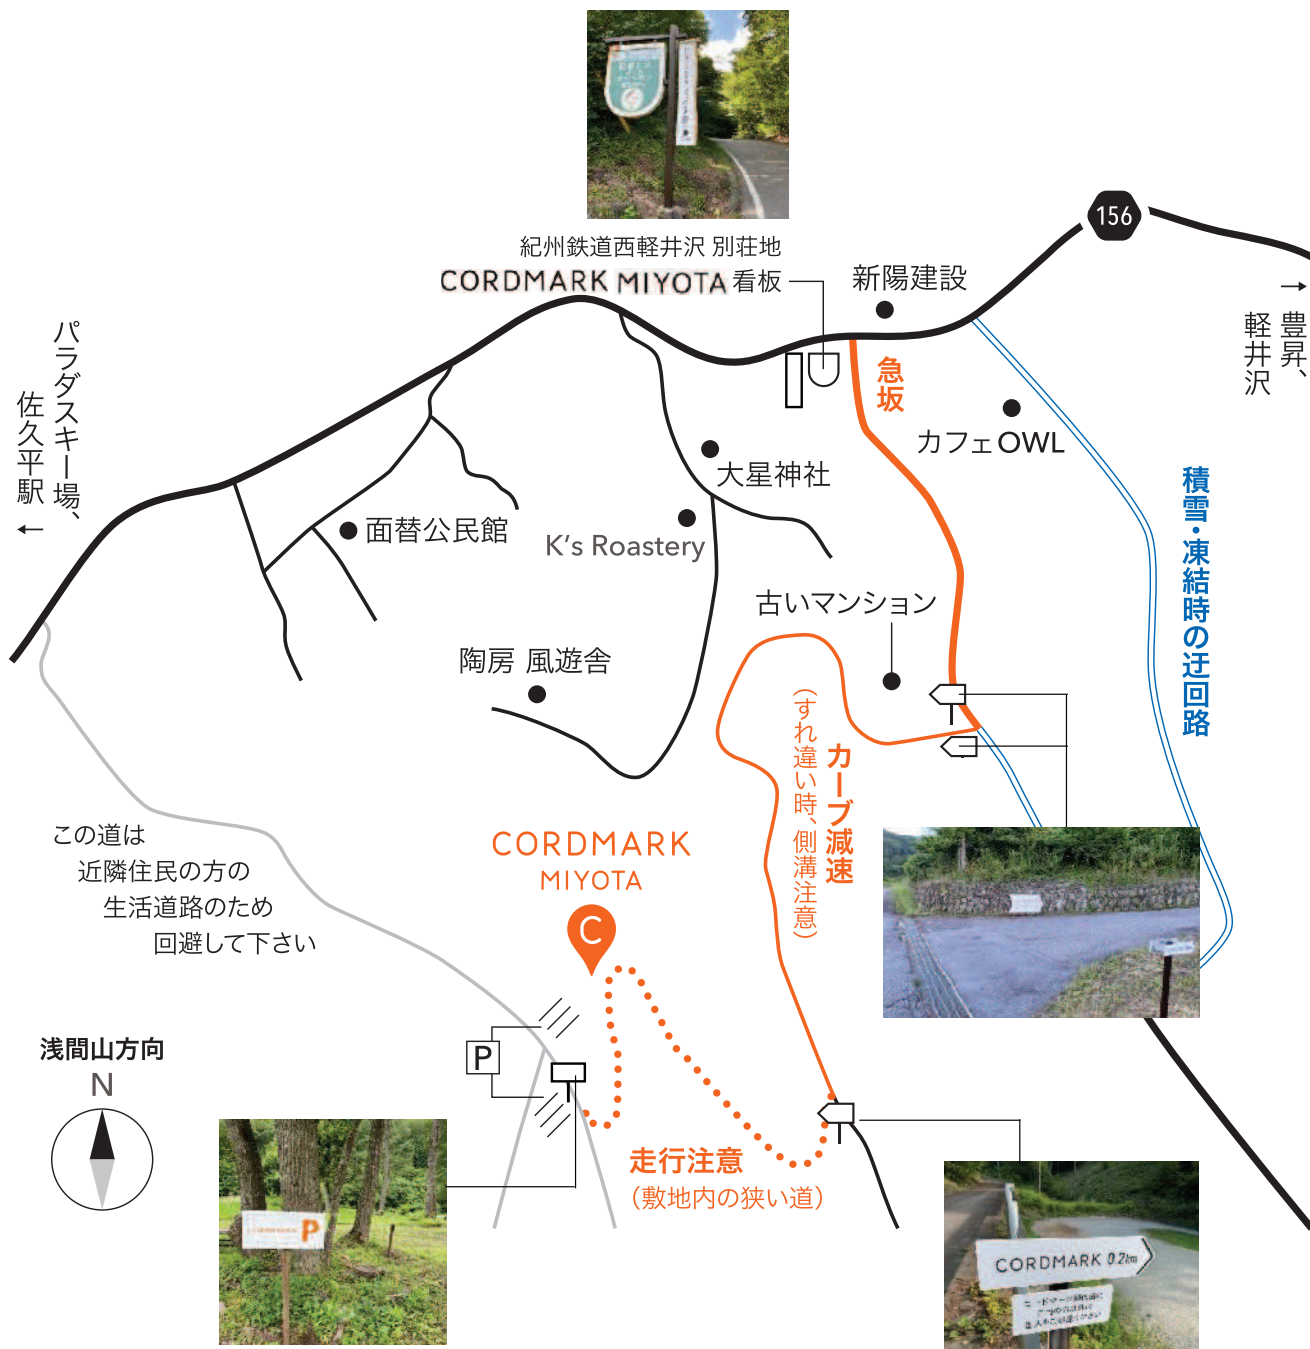 156
紀州鉄道西軽井沢 別荘地
CORDMARK MIYOTA 看板
新陽建設
→
豊昇、
軽井沢
パラダスキー場、
佐久平駅
←
急坂
カフェOWL
大星神社
面替公民館
K's Roastery
積雪・凍結時の迂回路
古いマンション
陶房 風遊舎
カーブ減速
(すれ違い時、側溝注意)
この道は
近隣住民の方の
生活道路のため
回避して下さい
CORDMARK
MIYOTA
C
浅間山方向
N
P
走行注意
(敷地内の狭い道)
P
CORDMARK 0.2km